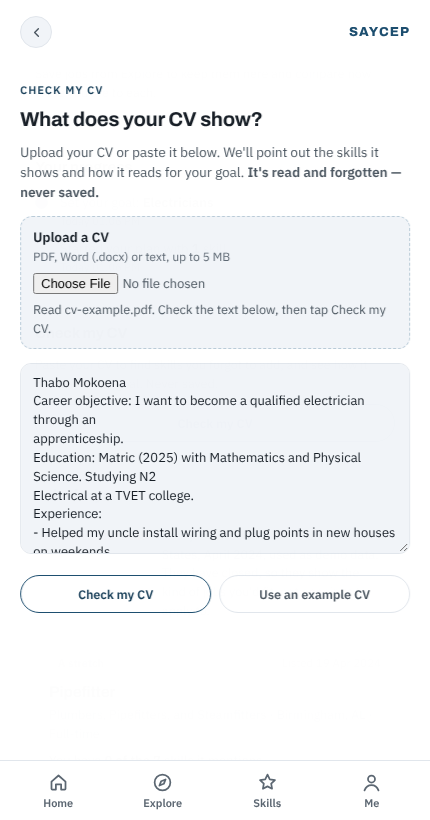 SAYCEP
CHECK MY CV
What does your CV show?
Upload your CV or paste it below. We'll point out the skills it
shows and how it reads for your goal. It's read and forgotten —
never saved.
Upload a CV
PDF, Word (.docx) or text, up to 5 MB
Choose File No file chosen
Read cv-example.pdf. Check the text below, then tap Check my
CV.
Thabo Mokoena
Career objective: I want to become a qualified electrician
through an
apprenticeship.
Education: Matric (2025) with Mathematics and Physical
Science. Studying N2
Electrical at a TVET college.
Experience:
- Helped my uncle install wiring and plug points in new houses
on weekends
Check my CV
Use an example CV
Home
Explore
Skills
Me